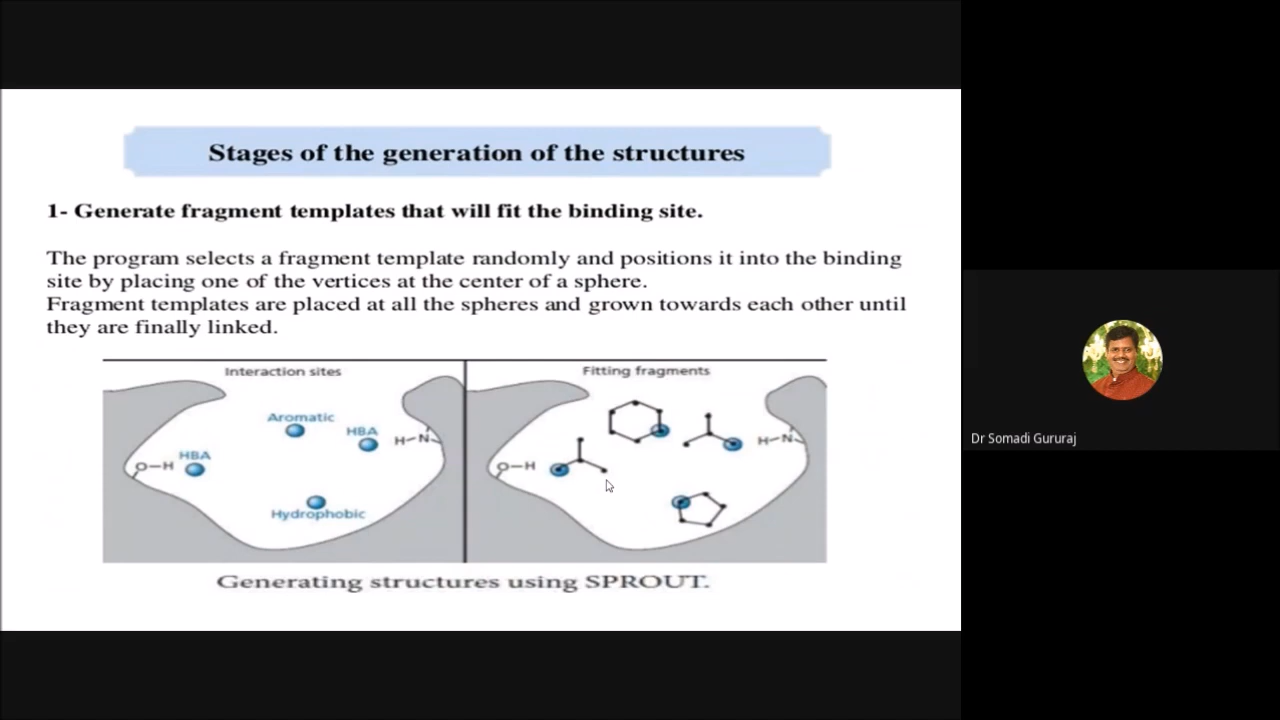 Stages of the generation of the structures
1- Generate fragment templates that will fit the binding site.
The program selects a fragment template randomly and positions it into the binding
site by placing one of the vertices at the center of a sphere.
Fragment templates are placed at all the spheres and grown towards each other until
they are finally linked.
Interaction sites
Aromatic
HBA
H-N
HBA
O-H
Hydrophobic
Fitting fragments
H-N
O-H
Generating structures using SPROUT.
Dr Somadi Gururaj